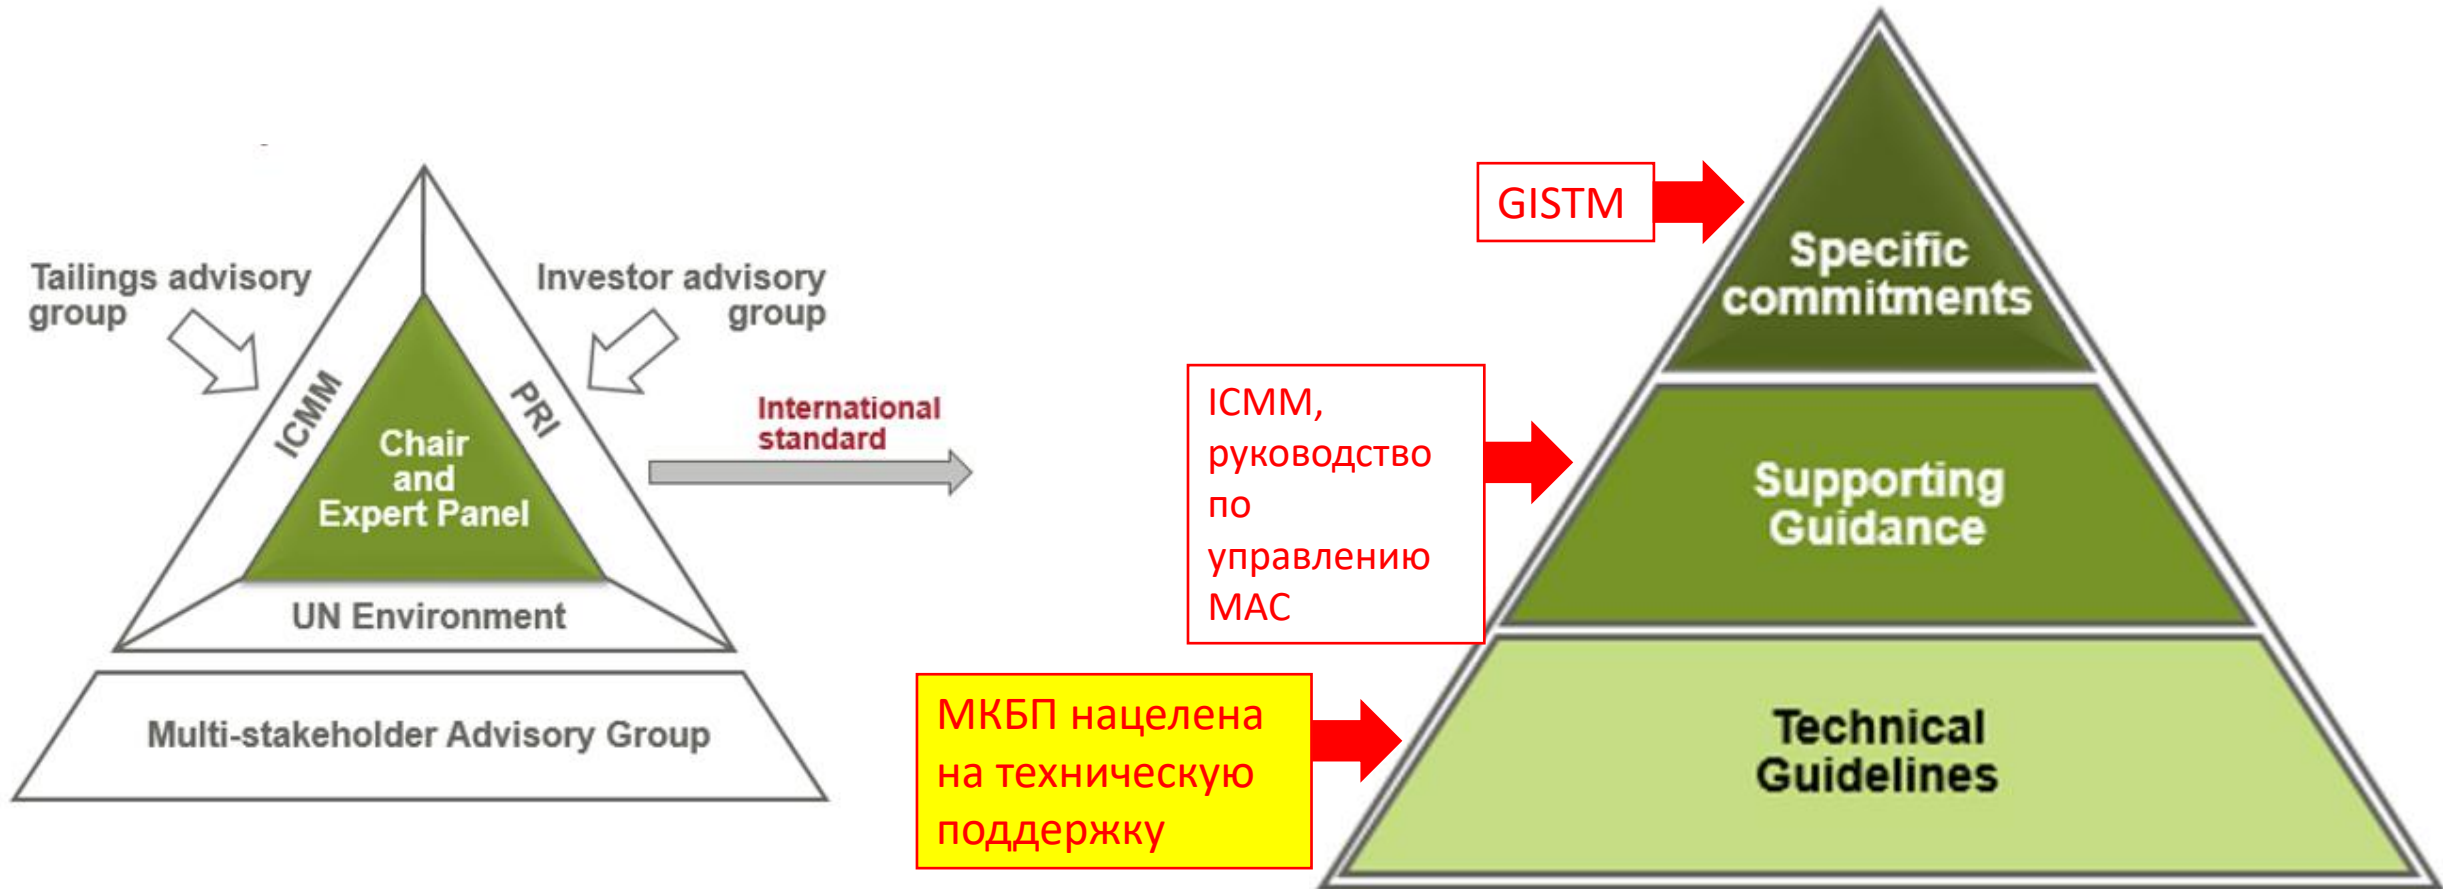 Tailings advisory
group
Investor advisory
group
ICMM
PRI
Chair
and
Expert Panel
UN Environment
Multi-stakeholder Advisory Group
International
standard
GISTM
Specific
commitments
ICMM,
руководство
по
управлению
MAC
Supporting
Guidance
МКБП нацелена
на техническую
поддержку
Technical
Guidelines